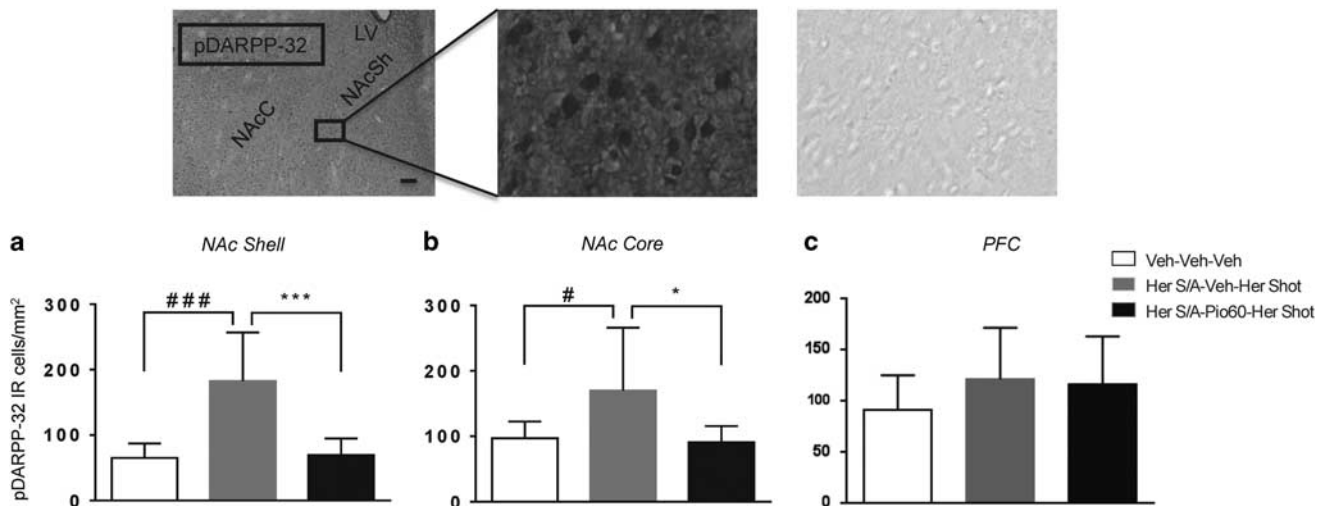 pDARPP-32
LV
NAcSh
NAcC
a
NAc Shell
b
NAc Core
c
PFC
Veh-Veh-Veh
Her S/A-Veh-Her Shot
Her S/A-Pio60-Her Shot
pDARPP-32 IR cells/mm²
300
200
100
0
###
***
300
200
100
0
#
*
200
150
100
50
0